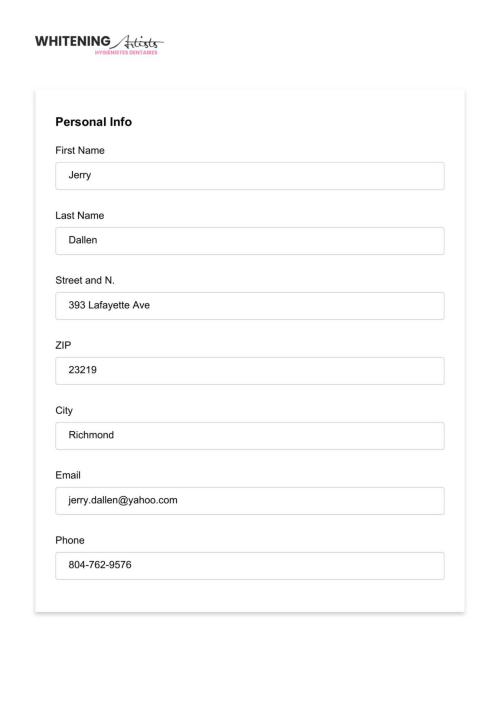 WHITENING Artists
HYGIÉNISTES DENTAIRES
Personal Info
First Name
Jerry
Last Name
Dallen
Street and N.
393 Lafayette Ave
ZIP
23219
City
Richmond
Email
jerry.dallen@yahoo.com
Phone
804-762-9576